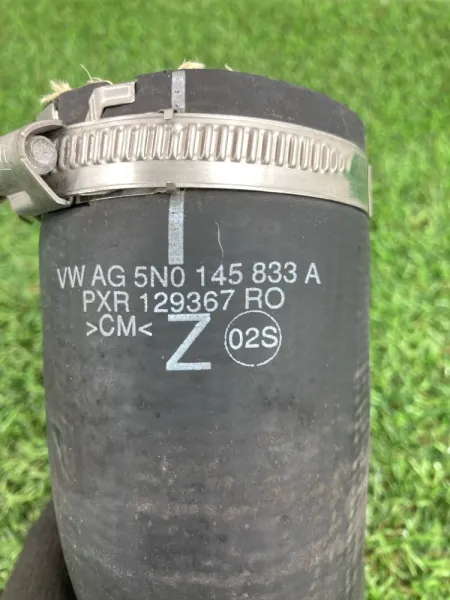 VW AG 5N0 145 833 A
PXR 129367 RO
>CM< Z 02S